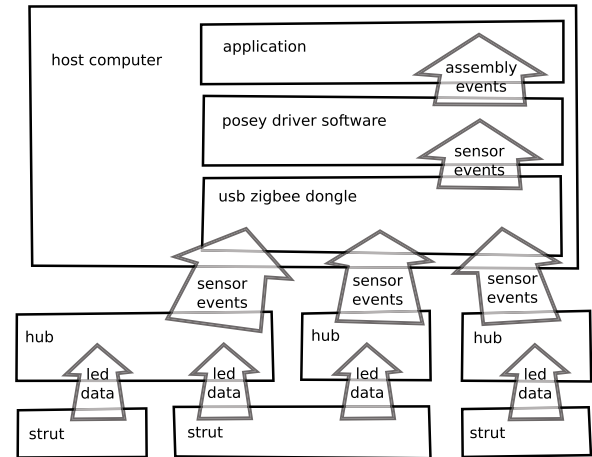 host computer
application
assembly
events
posey driver software
sensor
events
usb zigbee dongle
sensor
events
sensor
events
sensor
events
hub
hub
hub
led
data
led
data
led
data
led
data
strut
strut
strut